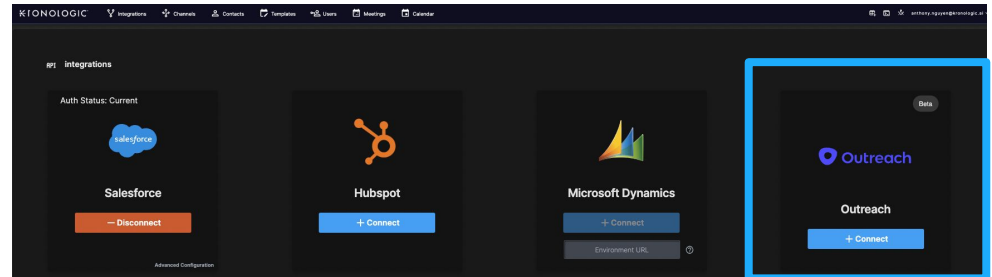 KRONOLOGIC Integrations Channels Contacts Templates Users Meetings Calendar anthony.nguyen@kronologic.ai
API integrations
Auth Status: Current
Beta
salesforce
Outreach
Salesforce
Hubspot
Microsoft Dynamics
Outreach
— Disconnect
+ Connect
+ Connect
+ Connect
Environment URL
Advanced Configuration